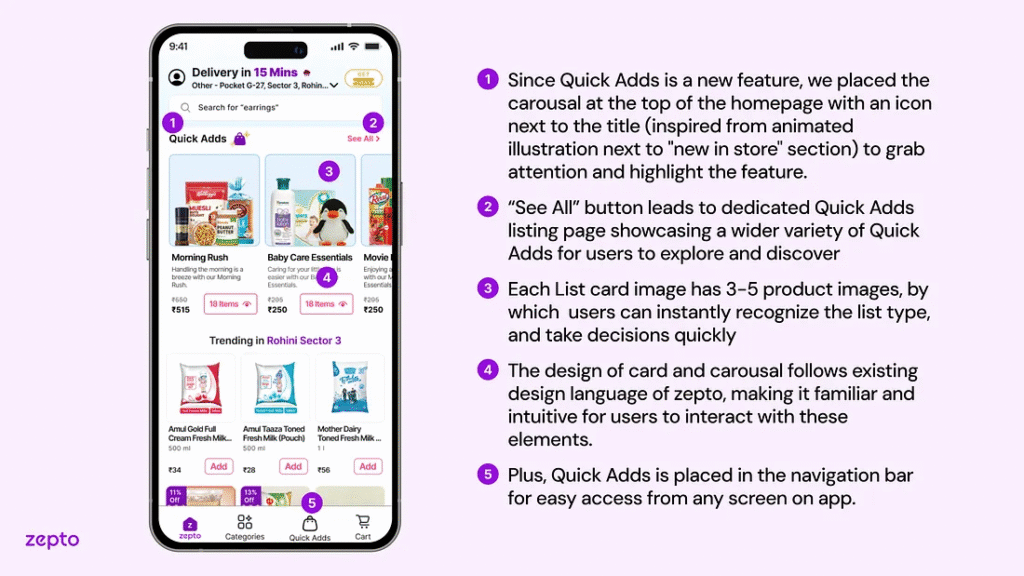 9:41
Delivery in 15 Mins
Other - Pocket G-27, Sector 3, Rohin...
GET
Search for "earrings"
1
2
Quick Adds
See All >
3
Morning Rush
Handling the morning is a
breeze with our Morning
Rush.
₹515
18 Items
Baby Care Essentials
Caring for your
easier with our
Essentials.
4
₹295
₹250
18 Items
Movie
Enjoying a
with our M
Essentials.
₹295
₹250
Trending in Rohini Sector 3
Amul Gold Full
Cream Fresh Milk...
500 ml
₹34
Add
Amul Taaza Toned
Fresh Milk (Pouch)
500 ml
₹28
Add
Mother Dairy
Toned Fresh Milk ...
1 l
₹56
Add
11%
Off
13%
Off
5
zepto
Categories
Quick Adds
Cart
1 Since Quick Adds is a new feature, we placed the
carousal at the top of the homepage with an icon
next to the title (inspired from animated
illustration next to "new in store" section) to grab
attention and highlight the feature.
2 “See All” button leads to dedicated Quick Adds
listing page showcasing a wider variety of Quick
Adds for users to explore and discover
3 Each List card image has 3-5 product images, by
which users can instantly recognize the list type,
and take decisions quickly
4 The design of card and carousal follows existing
design language of zepto, making it familiar and
intuitive for users to interact with these
elements.
5 Plus, Quick Adds is placed in the navigation bar
for easy access from any screen on app.
zepto